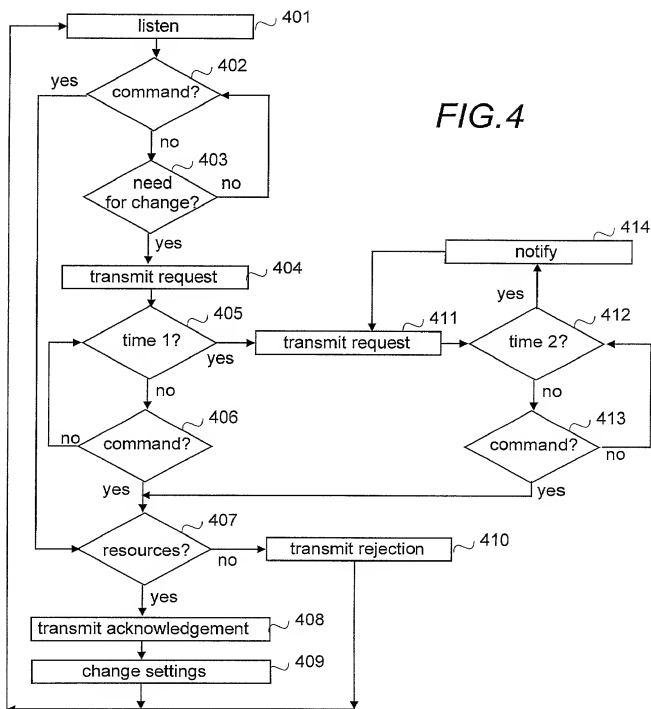 listen 401
402
yes
command?
FIG.4
no
403
need
for change?
no
yes
414
notify
transmit request 404
yes
405
411
412
time 1?
yes
transmit request
time 2?
no
no
406
413
no
command?
command?
no
yes
yes
407
resources?
no
transmit rejection 410
yes
transmit acknowledgement 408
change settings 409